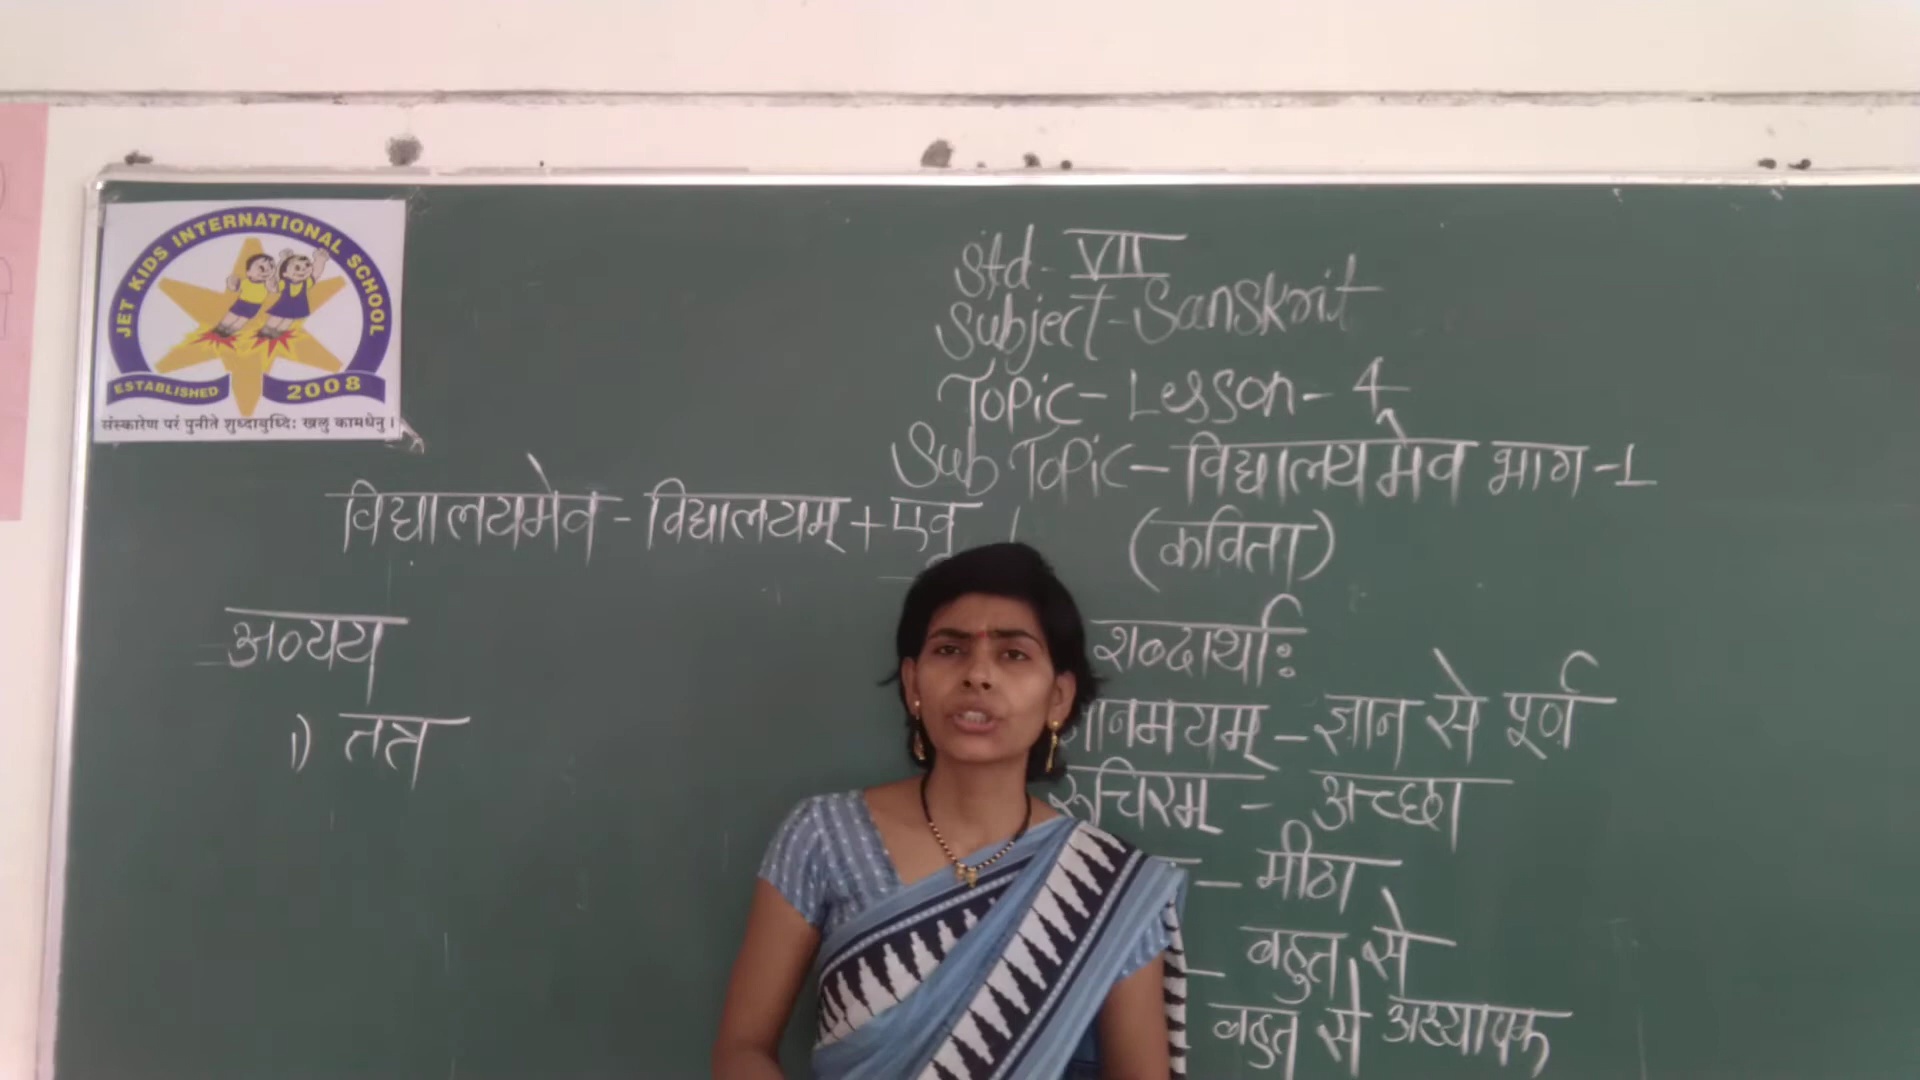 JET KIDS INTERNATIONAL SCHOOL
ESTABLISHED 2008
संस्कारेण परं पुनीते शुध्दाबुध्दि: खलु कामधेनु ।
Std - VII
Subject - Sanskrit
Topic - Lesson - 4
Sub Topic - विद्यालयमेव भाग - 1
(कविता)
विद्यालयमेव - विद्यालयम् + एव ।
अव्यय
1) तत्र
शब्दार्थाः
ज्ञानमयम् - ज्ञान से पूर्ण
रूचिरम् - अच्छा
- मीठा
- बहुत से
बहुत से अध्यापक